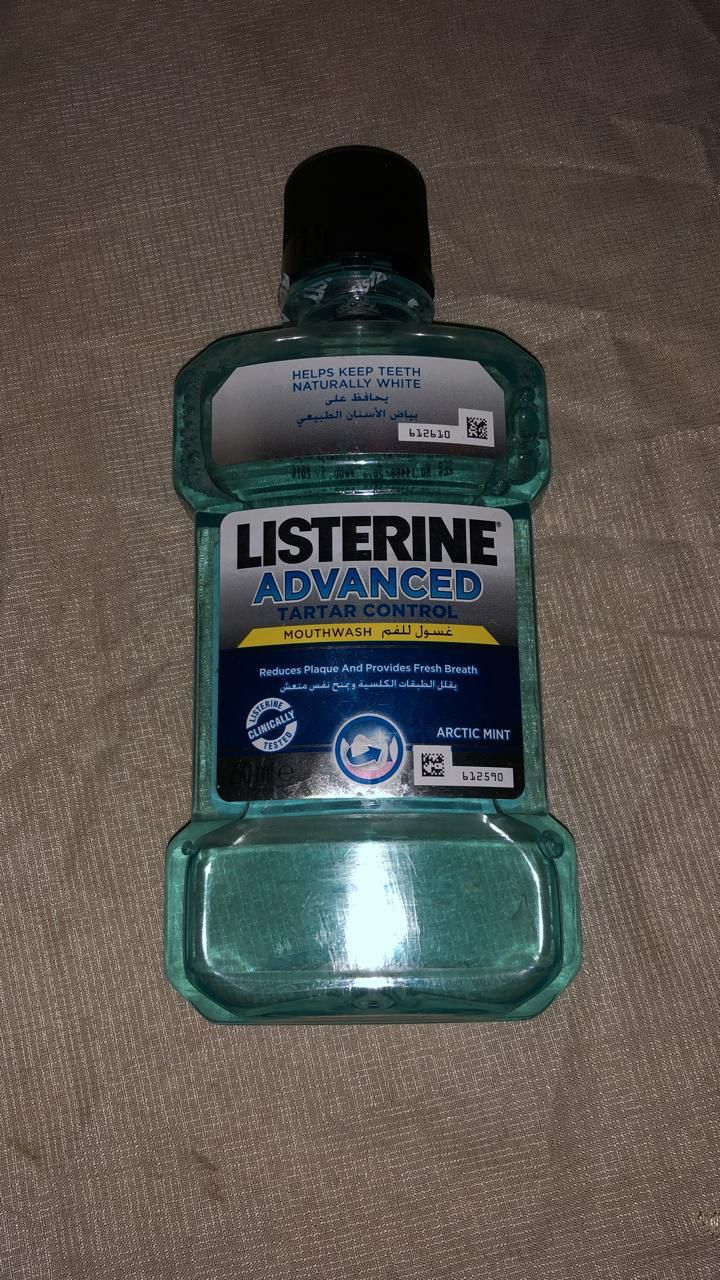 HELPS KEEP TEETH
NATURALLY WHITE
يحافظ على
بياض الأسنان الطبيعي
612610
LISTERINE®
ADVANCED
TARTAR CONTROL
MOUTHWASH غسول للفم
Reduces Plaque And Provides Fresh Breath
يقلل الطبقات الكلسية ويمنح نفس منعش
LISTERINE
CLINICALLY
TESTED
ARCTIC MINT
ml e
612590